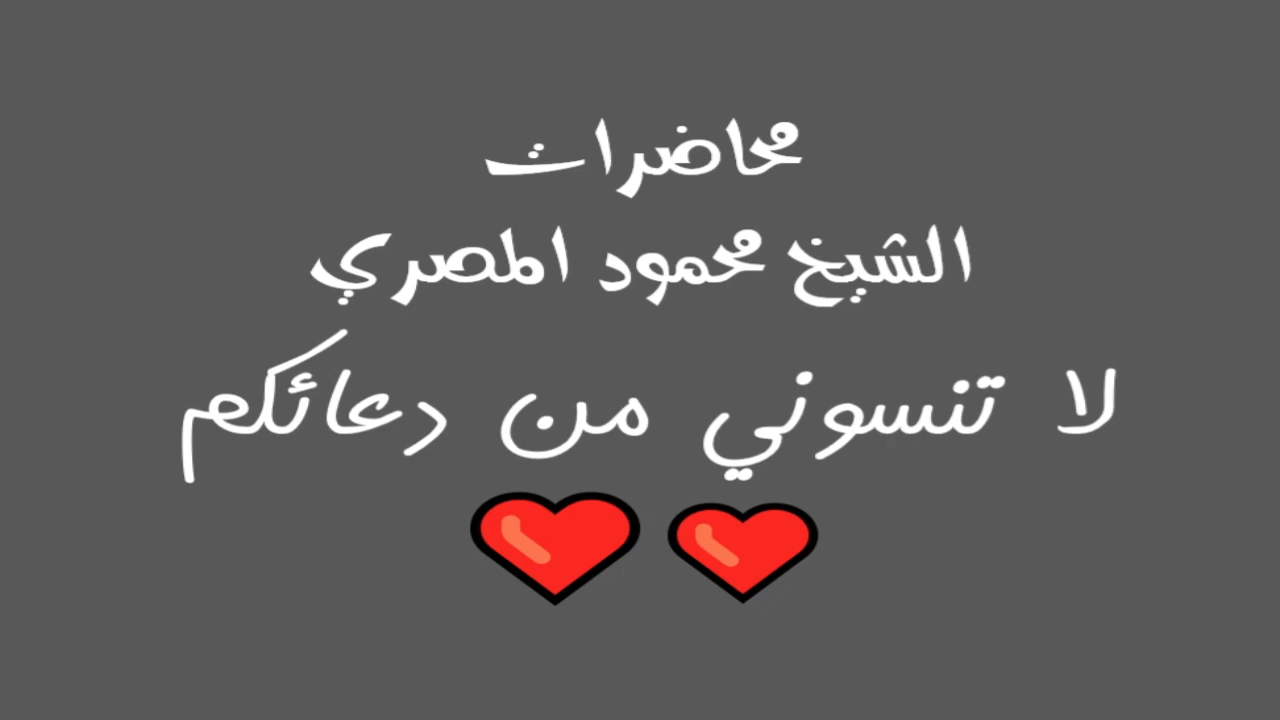 محاضرات
الشيخ محمود المصري
لا تنسوني من دعائكم